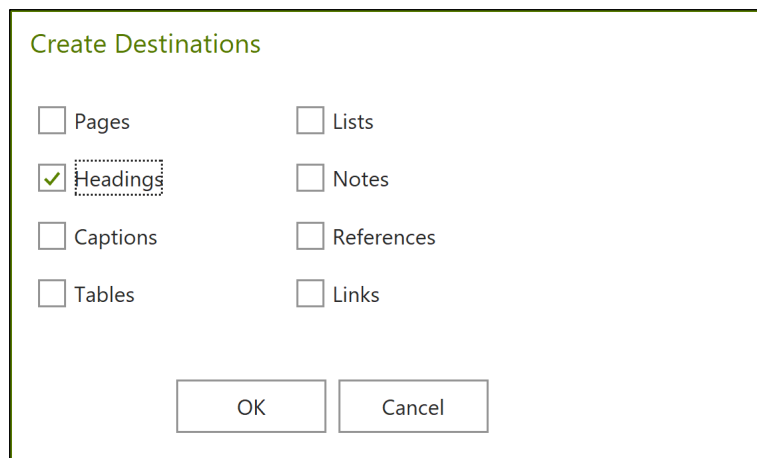 Create Destinations
Pages
Lists
Headings
Notes
Captions
References
Tables
Links
OK
Cancel